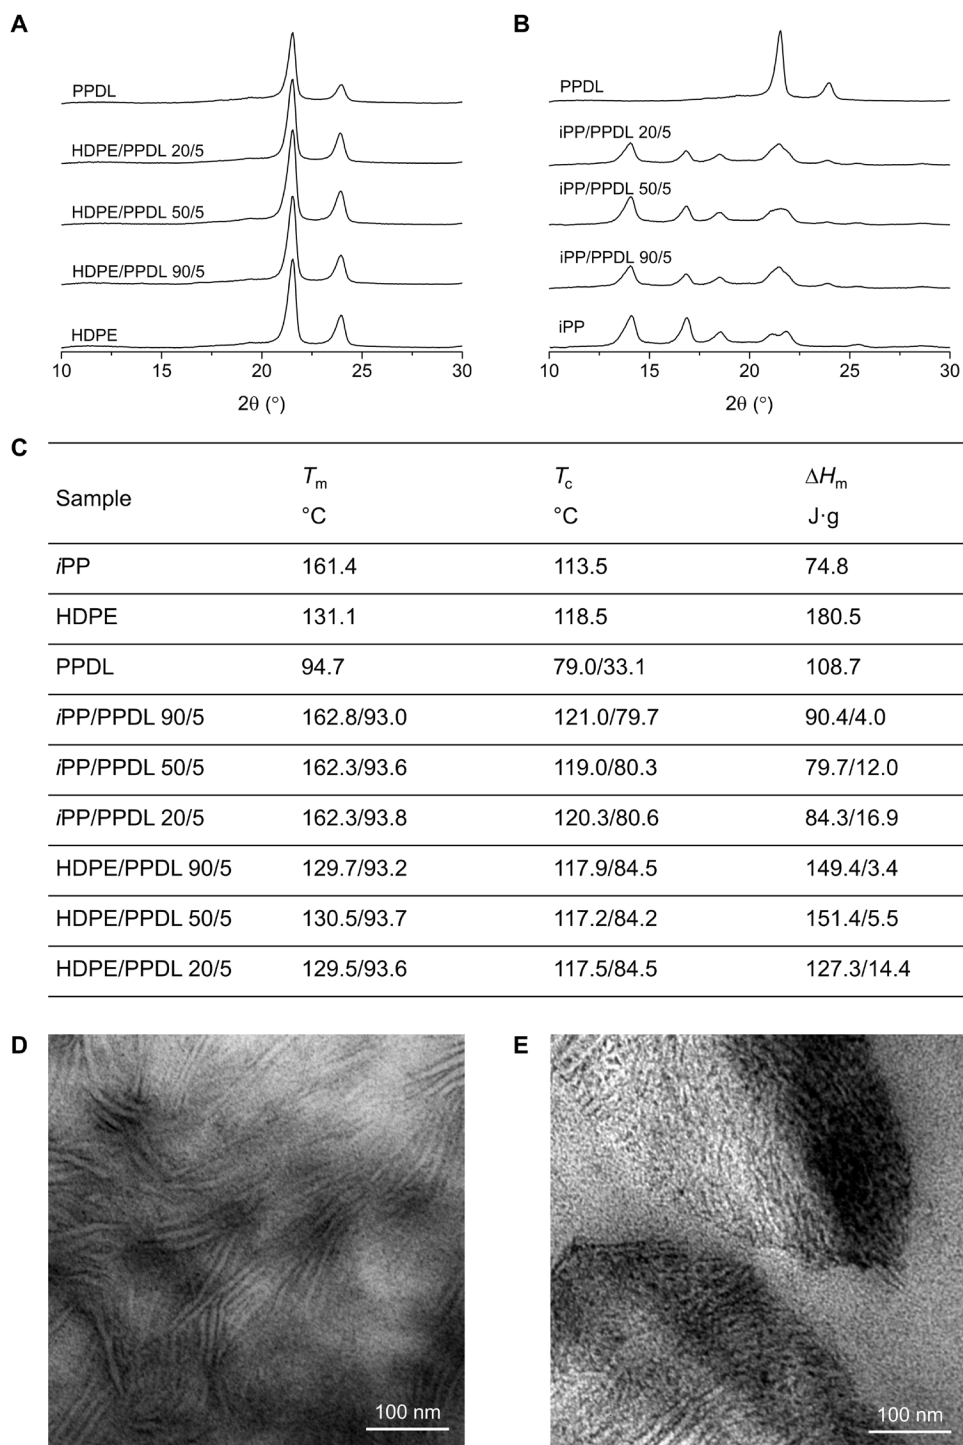 A
B
PPDL
HDPE/PPDL 20/5
HDPE/PPDL 50/5
HDPE/PPDL 90/5
HDPE
10 15 20 25 30
2θ (°)
PPDL
iPP/PPDL 20/5
iPP/PPDL 50/5
iPP/PPDL 90/5
iPP
10 15 20 25 30
2θ (°)
C
Sample Tm °C Tc °C ΔHm J·g
iPP 161.4 113.5 74.8
HDPE 131.1 118.5 180.5
PPDL 94.7 79.0/33.1 108.7
iPP/PPDL 90/5 162.8/93.0 121.0/79.7 90.4/4.0
iPP/PPDL 50/5 162.3/93.6 119.0/80.3 79.7/12.0
iPP/PPDL 20/5 162.3/93.8 120.3/80.6 84.3/16.9
HDPE/PPDL 90/5 129.7/93.2 117.9/84.5 149.4/3.4
HDPE/PPDL 50/5 130.5/93.7 117.2/84.2 151.4/5.5
HDPE/PPDL 20/5 129.5/93.6 117.5/84.5 127.3/14.4
D
100 nm
E
100 nm